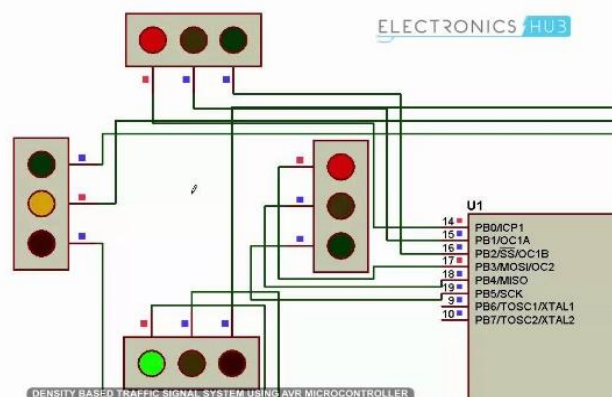 ELECTRONICS HUB
U1
14 PB0/ICP1
15 PB1/OC1A
16 PB2/SS/OC1B
17 PB3/MOSI/OC2
18 PB4/MISO
19 PB5/SCK
9 PB6/TOSC1/XTAL1
10 PB7/TOSC2/XTAL2
DENSITY BASED TRAFFIC SIGNAL SYSTEM USING AVR MICROCONTROLLER